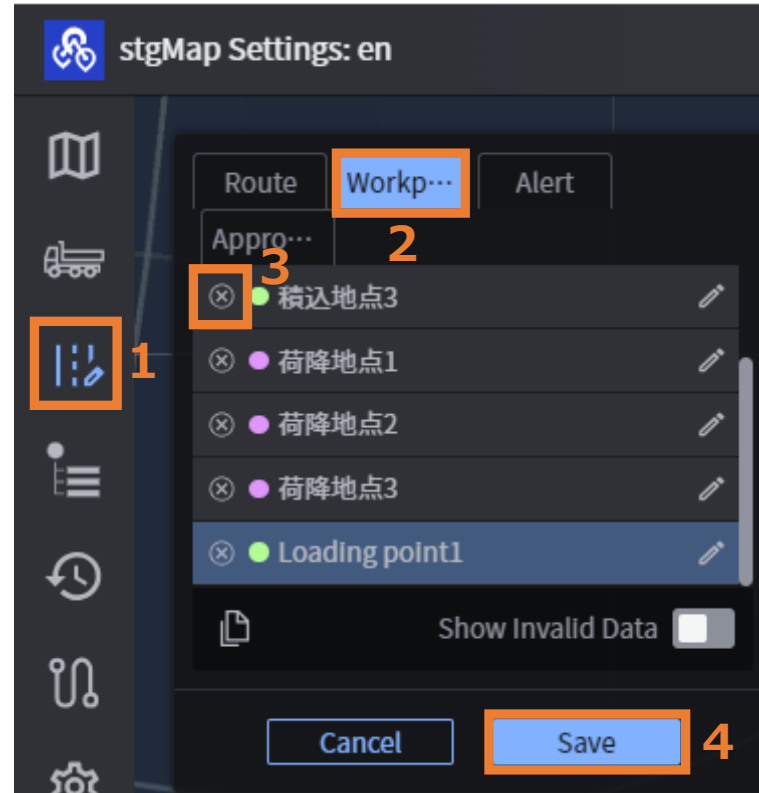 stgMap Settings: en
Route Workp… Alert
2
Appro…
3
積込地点3
1
荷降地点1
荷降地点2
荷降地点3
Loading point1
Show Invalid Data
Cancel Save 4